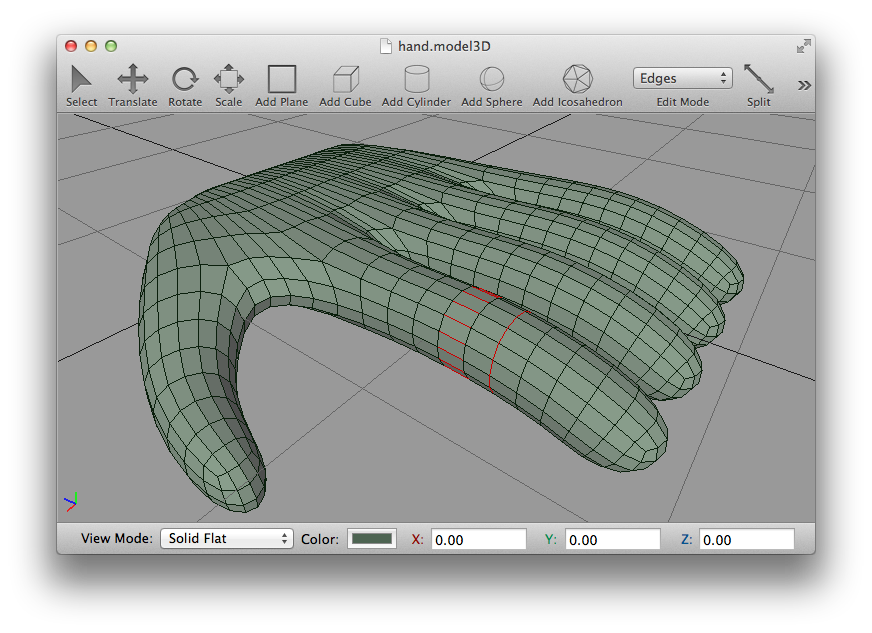 hand.model3D
Select Translate Rotate Scale Add Plane Add Cube Add Cylinder Add Sphere Add Icosahedron Edges Edit Mode Split »
View Mode: Solid Flat Color: X: 0.00 Y: 0.00 Z: 0.00